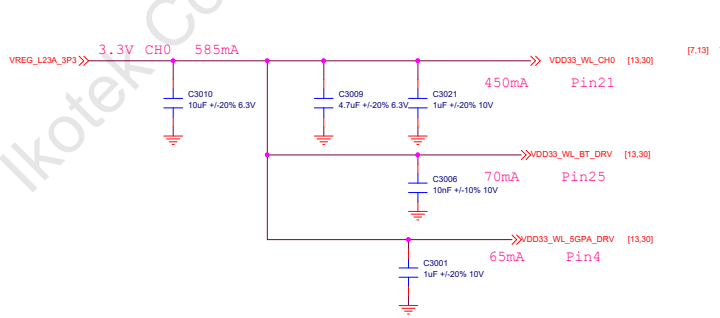 Ikotek Co
3.3V CH0 585mA
VREG_L23A_3P3
VDD33_WL_CH0 [13,30]
[7,13]
450mA Pin21
C3010
10uF +/-20% 6.3V
C3009
4.7uF +/-20% 6.3V
C3021
1uF +/-20% 10V
VDD33_WL_BT_DRV [13,30]
70mA Pin25
C3006
10nF +/-10% 10V
VDD33_WL_5GPA_DRV [13,30]
65mA Pin4
C3001
1uF +/-20% 10V